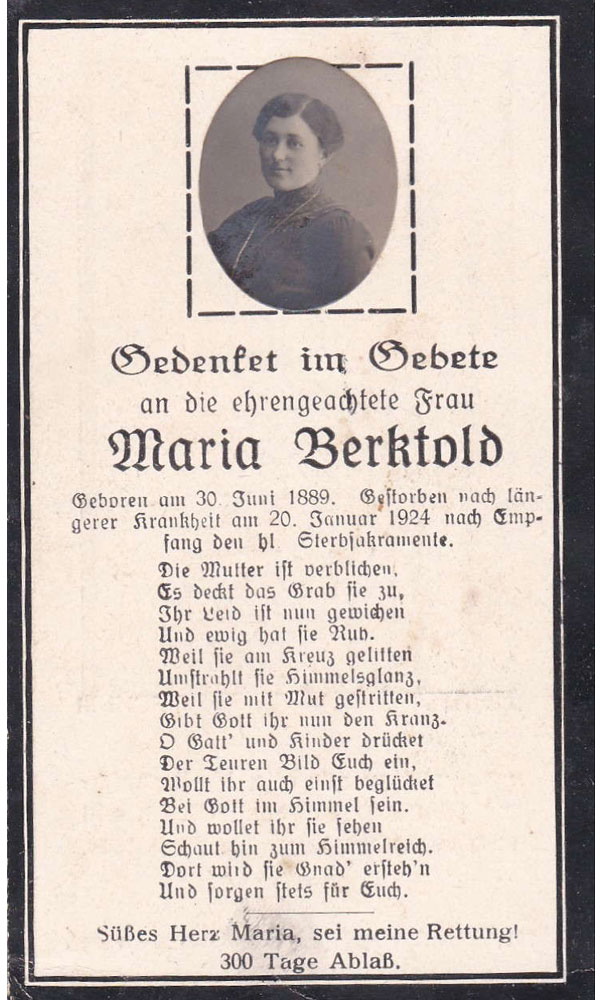 Gedenket im Gebete
an die ehrengeachtete Frau
Maria Berktold
Geboren am 30. Juni 1889. Gestorben nach län-
gerer Krankheit am 20. Januar 1924 nach Emp-
fang den hl Sterbsakramente.
Die Mutter ist verblichen,
Es deckt das Grab sie zu,
Ihr Leid ist nun gewichen
Und ewig hat sie Ruh.
Weil sie am Kreuz gelitten
Umstrahlt sie Himmelsglanz,
Weil sie mit Mut gestritten,
Gibt Gott ihr nun den Kranz.
O Gatt' und Kinder drücket
Der Teuren Bild Euch ein,
Wollt ihr auch einst beglücket
Bei Gott im Himmel sein.
Und wollet ihr sie sehen
Schaut hin zum Himmelreich.
Dort wird sie Gnad' ersteh'n
Und sorgen stets für Euch.
Süßes Herz Maria, sei meine Rettung!
300 Tage Ablaß.